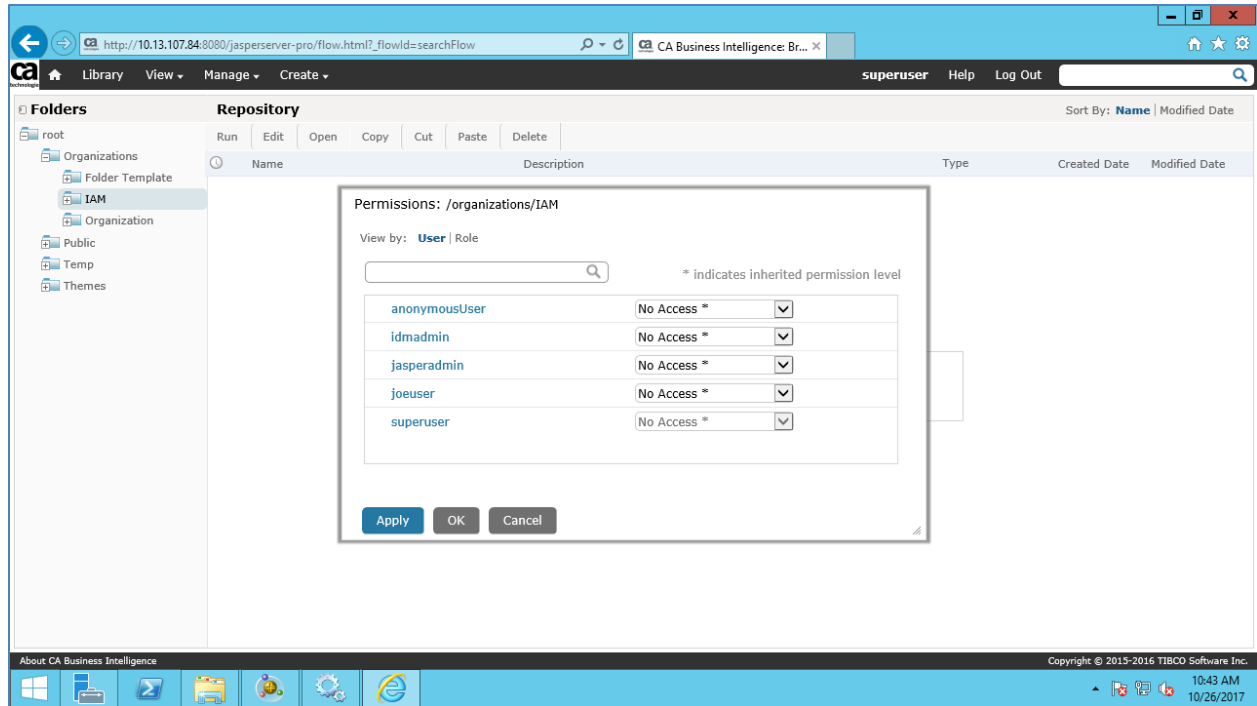 http://10.13.107.84:8080/jasperserver-pro/flow.html?_flowId=searchFlow
ca CA Business Intelligence: Br... ×
ca technologies Library View Manage Create superuser Help Log Out
Folders
root
Organizations
Folder Template
IAM
Organization
Public
Temp
Themes
Repository
Sort By: Name | Modified Date
Run Edit Open Copy Cut Paste Delete
Name Description Type Created Date Modified Date
Permissions: /organizations/IAM
View by: User | Role
* indicates inherited permission level
anonymousUser No Access *
idmadmin No Access *
jasperadmin No Access *
joeuser No Access *
superuser No Access *
Apply OK Cancel
About CA Business Intelligence Copyright © 2015-2016 TIBCO Software Inc.
10:43 AM
10/26/2017